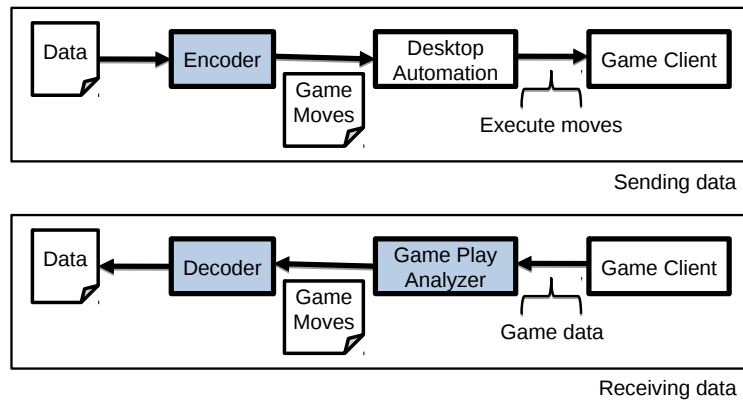 Data
Encoder
Game
Moves
Desktop
Automation
Execute moves
Game Client
Sending data
Data
Decoder
Game
Moves
Game Play
Analyzer
Game data
Game Client
Receiving data